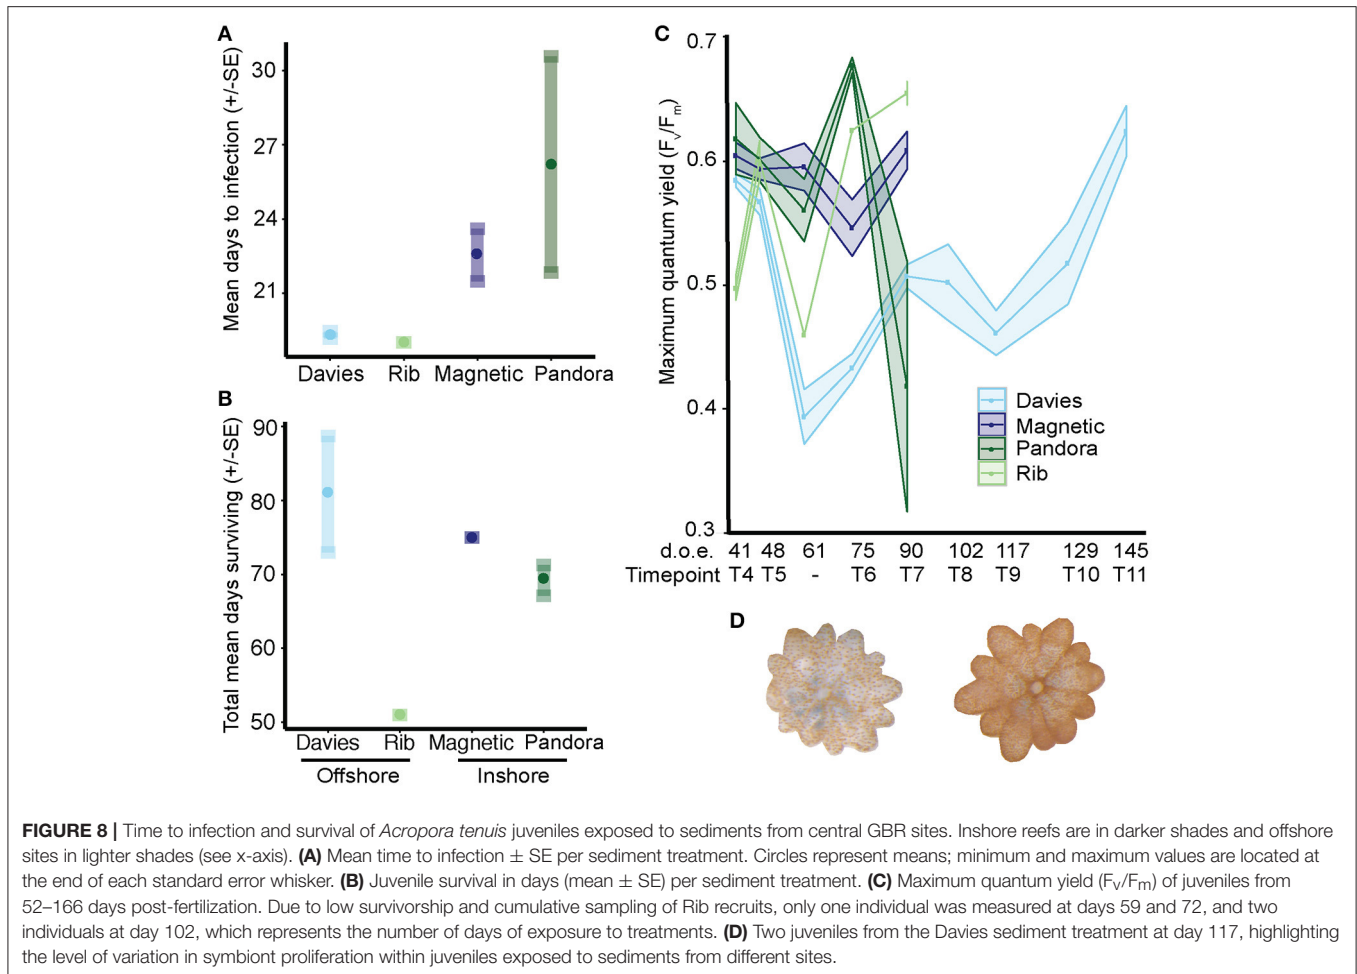 A
Mean days to infection (+/-SE)
30
27
24
21
Davies Rib Magnetic Pandora
B
Total mean days surviving (+/-SE)
90
80
70
60
50
Davies Rib Magnetic Pandora
Offshore Inshore
C
Maximum quantum yield (Fv/Fm)
0.7
0.6
0.5
0.4
0.3
Davies
Magnetic
Pandora
Rib
d.o.e. 41 48 61 75 90 102 117 129 145
Timepoint T4 T5 - T6 T7 T8 T9 T10 T11
D
FIGURE 8 | Time to infection and survival of Acropora tenuis juveniles exposed to sediments from central GBR sites. Inshore reefs are in darker shades and offshore
sites in lighter shades (see x-axis). (A) Mean time to infection ± SE per sediment treatment. Circles represent means; minimum and maximum values are located at
the end of each standard error whisker. (B) Juvenile survival in days (mean ± SE) per sediment treatment. (C) Maximum quantum yield (Fv/Fm) of juveniles from
52–166 days post-fertilization. Due to low survivorship and cumulative sampling of Rib recruits, only one individual was measured at days 59 and 72, and two
individuals at day 102, which represents the number of days of exposure to treatments. (D) Two juveniles from the Davies sediment treatment at day 117, highlighting
the level of variation in symbiont proliferation within juveniles exposed to sediments from different sites.